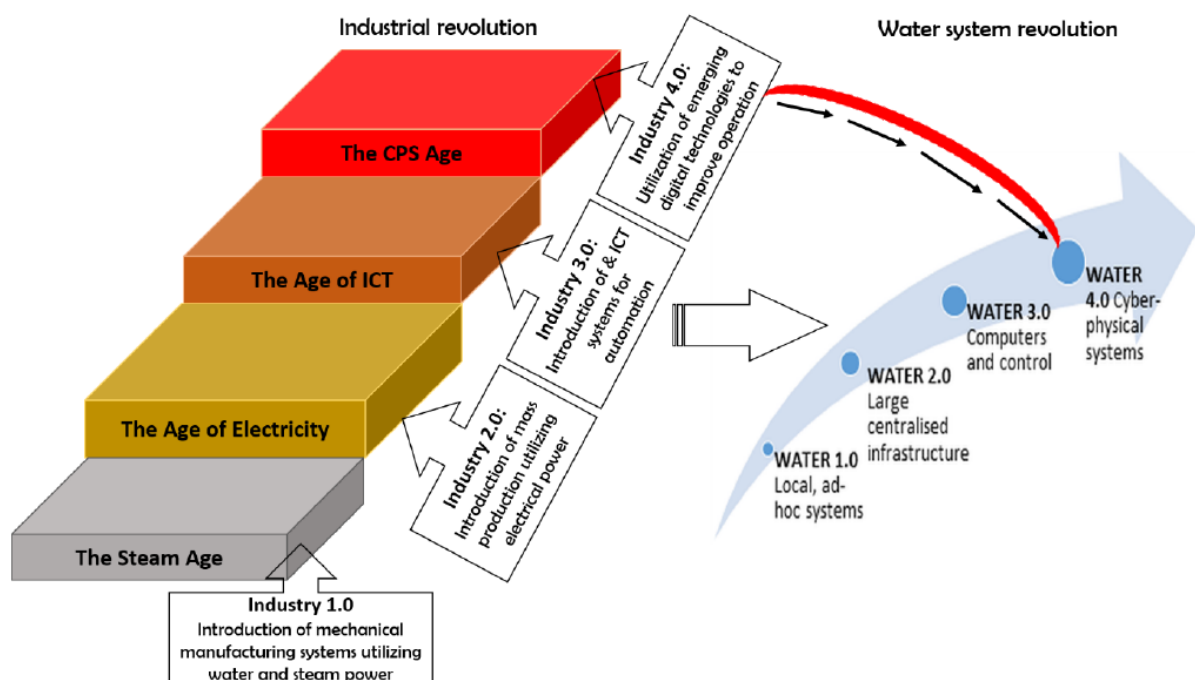 Industrial revolution
Water system revolution
The CPS Age
The Age of ICT
The Age of Electricity
The Steam Age
Industry 4.0:
Utilization of emerging
digital technologies to
improve operation
Industry 3.0:
Introduction of & ICT
systems for
automation
Industry 2.0:
Introduction of mass
production utilizing
electrical power
Industry 1.0
Introduction of mechanical
manufacturing systems utilizing
water and steam power
WATER
4.0 Cyber-
physical
systems
WATER 3.0
Computers
and control
WATER 2.0
Large
centralised
infrastructure
WATER 1.0
Local, ad-
hoc systems